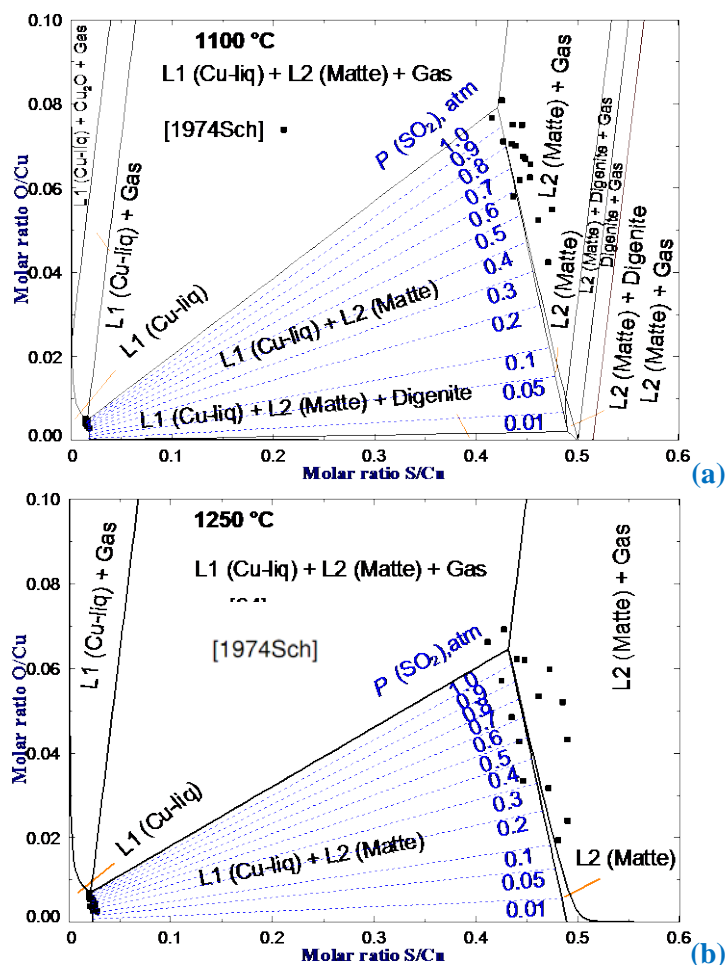 0.10
0.08
0.06
0.04
0.02
0.00
Molar ratio O/Cu
1100 °C
L1 (Cu-liq) + L2 (Matte) + Gas
[1974Sch]
P (SO₂), atm
1.0
0.9
0.8
0.7
0.6
0.5
0.4
0.3
0.2
0.1
0.05
0.01
L1 (Cu-liq) + Cu₂O + Gas
L1 (Cu-liq) + Gas
L1 (Cu-liq)
L1 (Cu-liq) + L2 (Matte)
L1 (Cu-liq) + L2 (Matte) + Digenite
L2 (Matte) + Gas
L2 (Matte)
L2 (Matte) + Digenite + Gas
Digenite + Gas
L2 (Matte) + Digenite
L2 (Matte) + Gas
0
0.1
0.2
0.3
0.4
0.5
0.6
Molar ratio S/Cu
(a)
0.10
0.08
0.06
0.04
0.02
0.00
Molar ratio O/Cu
1250 °C
L1 (Cu-liq) + L2 (Matte) + Gas
[1974Sch]
P (SO₂),atm
1.0
0.9
0.8
0.7
0.6
0.5
0.4
0.3
0.2
0.1
0.05
0.01
L1 (Cu-liq) + Gas
L1 (Cu-liq)
L1 (Cu-liq) + L2 (Matte)
L2 (Matte) + Gas
L2 (Matte)
0
0.1
0.2
0.3
0.4
0.5
0.6
Molar ratio S/Cu
(b)